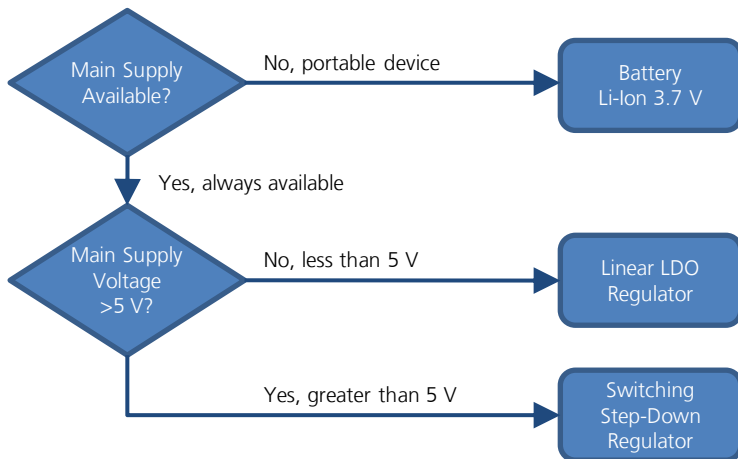 Main Supply
Available?
No, portable device
Battery
Li-Ion 3.7 V
Yes, always available
Main Supply
Voltage
>5 V?
No, less than 5 V
Linear LDO
Regulator
Yes, greater than 5 V
Switching
Step-Down
Regulator